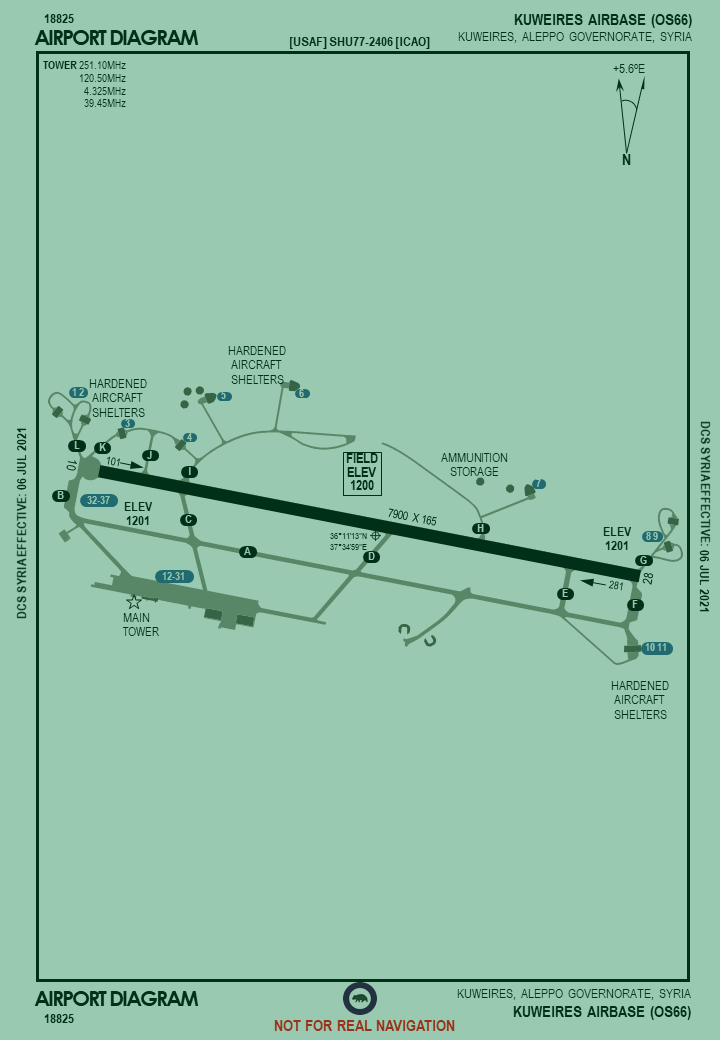 18825
AIRPORT DIAGRAM
[USAF] SHU77-2406 [ICAO]
KUWEIRES AIRBASE (OS66)
KUWEIRES, ALEPPO GOVERNORATE, SYRIA
TOWER 251.10MHz
120.50MHz
4.325MHz
39.45MHz
+5.6ºE
N
HARDENED
AIRCRAFT
SHELTERS
1 2
HARDENED
AIRCRAFT
SHELTERS
5
6
3
4
L
K
J
I
10
101
FIELD
ELEV
1200
AMMUNITION
STORAGE
7
B
32-37
ELEV
1201
C
7900 X 165
36°11'13"N
37°34'59"E
H
ELEV
1201
8 9
A
D
G
12-31
281
28
E
F
MAIN
TOWER
10 11
HARDENED
AIRCRAFT
SHELTERS
DCS SYRIA EFFECTIVE: 06 JUL 2021
DCS SYRIA EFFECTIVE: 06 JUL 2021
AIRPORT DIAGRAM
18825
KUWEIRES, ALEPPO GOVERNORATE, SYRIA
KUWEIRES AIRBASE (OS66)
NOT FOR REAL NAVIGATION